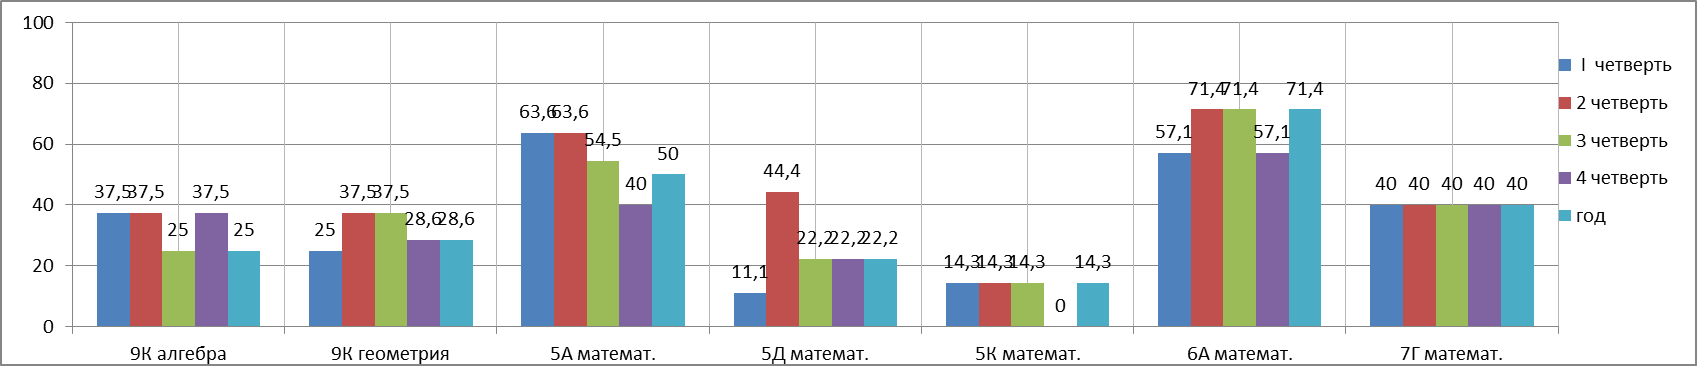 100
80
60
40
20
0
37,5 37,5 25 37,5 25
25 37,5 37,5 28,6 28,6
63,6 63,6 54,5 40 50
11,1 44,4 22,2 22,2 22,2
14,3 14,3 14,3 0 14,3
57,1 71,4 71,4 57,1 71,4
40 40 40 40 40
9К алгебра
9К геометрия
5А математ.
5Д математ.
5К математ.
6А математ.
7Г математ.
I четверть
2 четверть
3 четверть
4 четверть
год